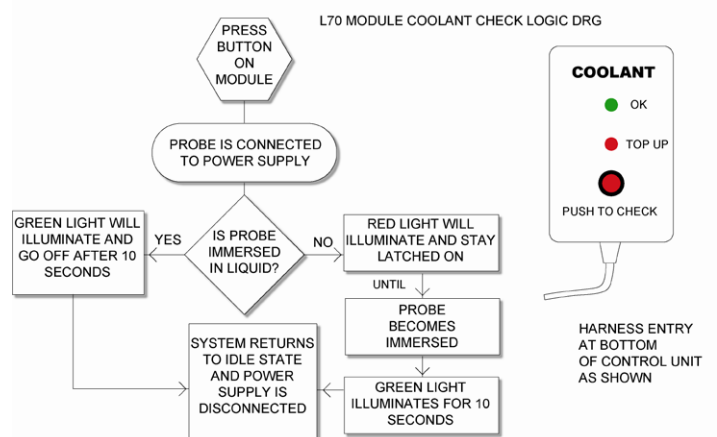 L70 MODULE COOLANT CHECK LOGIC DRG
PRESS
BUTTON
ON
MODULE
PROBE IS CONNECTED
TO POWER SUPPLY
IS PROBE
IMMERSED
IN LIQUID?
YES
NO
GREEN LIGHT WILL
ILLUMINATE AND
GO OFF AFTER 10
SECONDS
RED LIGHT WILL
ILLUMINATE AND STAY
LATCHED ON
UNTIL
PROBE
BECOMES
IMMERSED
GREEN LIGHT
ILLUMINATES FOR 10
SECONDS
SYSTEM RETURNS
TO IDLE STATE
AND POWER
SUPPLY IS
DISCONNECTED
COOLANT
OK
TOP UP
PUSH TO CHECK
HARNESS ENTRY
AT BOTTOM
OF CONTROL UNIT
AS SHOWN